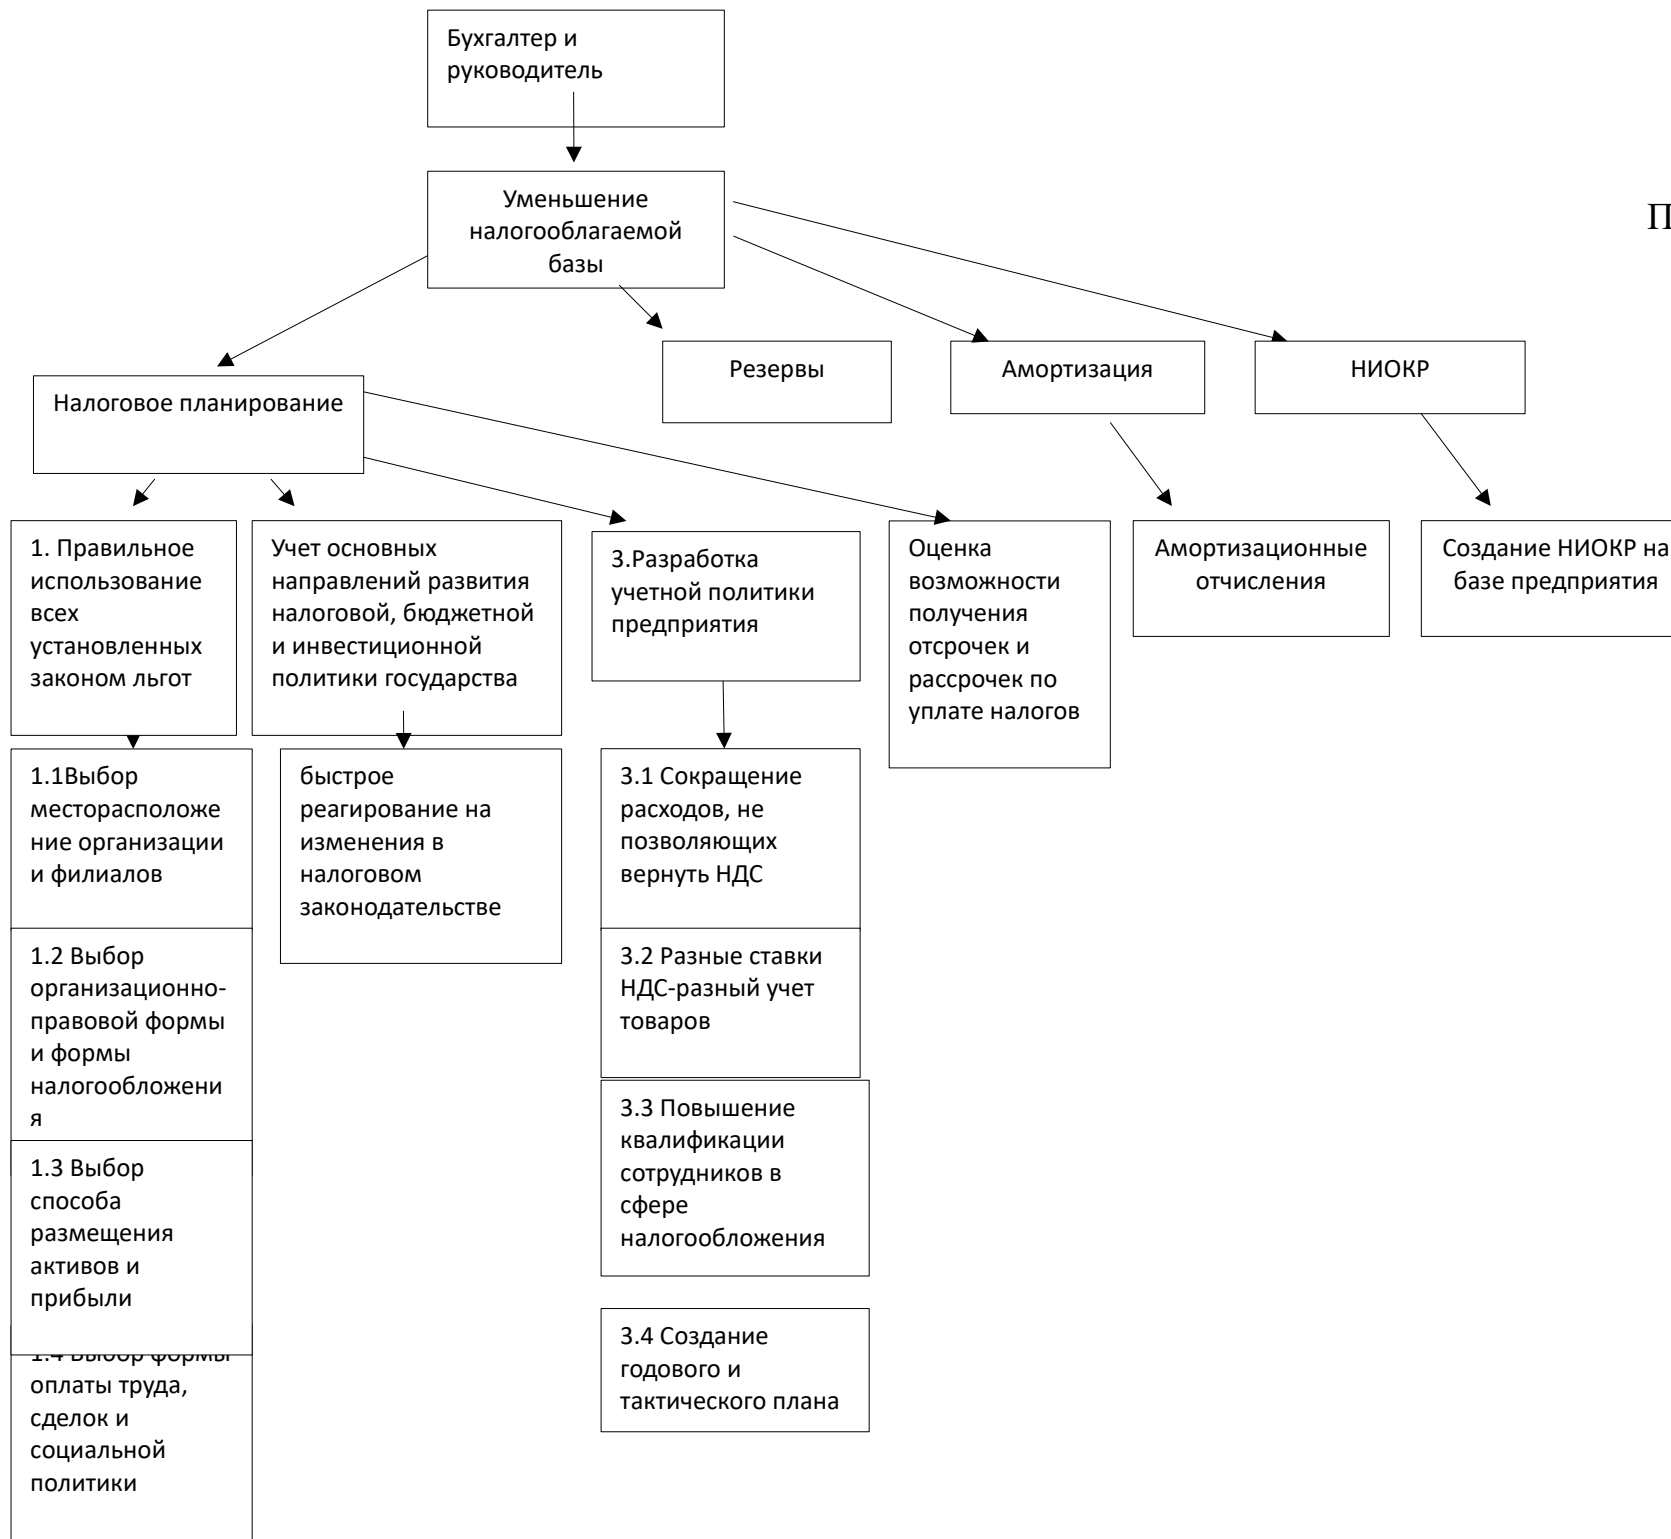 Бухгалтер и
руководитель
Уменьшение
налогооблагаемой
базы
П
Налоговое планирование
Резервы
Амортизация
НИОКР
1. Правильное
использование
всех
установленных
законом льгот
Учет основных
направлений развития
налоговой, бюджетной
и инвестиционной
политики государства
3.Разработка
учетной политики
предприятия
Оценка
возможности
получения
отсрочек и
рассрочек по
уплате налогов
Амортизационные
отчисления
Создание НИОКР на
базе предприятия
1.1Выбор
месторасположе
ние организации
и филиалов
быстрое
реагирование на
изменения в
налоговом
законодательстве
3.1 Сокращение
расходов, не
позволяющих
вернуть НДС
1.2 Выбор
организационно-
правовой формы
и формы
налогообложени
я
3.2 Разные ставки
НДС-разный учет
товаров
3.3 Повышение
квалификации
сотрудников в
сфере
налогообложения
1.3 Выбор
способа
размещения
активов и
прибыли
3.4 Создание
годового и
тактического плана
1.4 Выбор формы
оплаты труда,
сделок и
социальной
политики